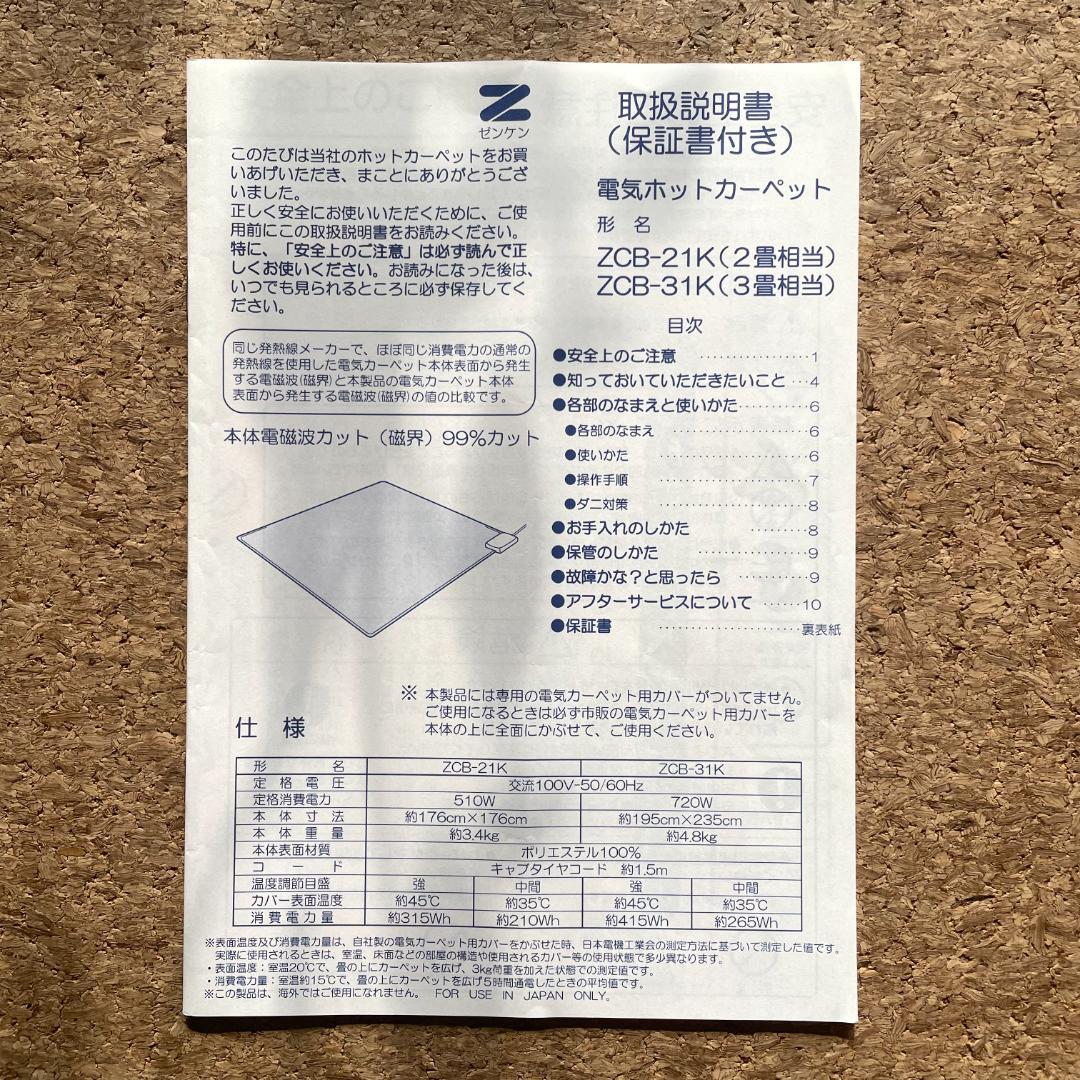 Z
ゼンケン
このたびは当社のホットカーペットをお買
いあげいただき、まことにありがとうござ
いました。
正しく安全にお使いいただくために、ご使
用前にこの取扱説明書をお読みください。
特に、「安全上のご注意」は必ず読んで正
しくお使いください。お読みになった後は、
いつでも見られるところに必ず保存してく
ださい。
同じ発熱線メーカーで、ほぼ同じ消費電力の通常の
発熱線を使用した電気カーペット本体表面から発生
する電磁波(磁界)と本製品の電気カーペット本体
表面から発生する電磁波(磁界)の値の比較です。
本体電磁波カット（磁界）99%カット
取扱説明書
（保証書付き）
電気ホットカーペット
形 名
ZCB-21K（2畳相当）
ZCB-31K（3畳相当）
目次
●安全上のご注意 ･･････････････････1
●知っておいていただきたいこと ･･･4
●各部のなまえと使いかた･･･････････6
●各部のなまえ ･･････････････････6
●使いかた ････････････････････6
●操作手順 ････････････････････7
●ダニ対策 ････････････････････8
●お手入れのしかた ･････････8
●保管のしかた ････････････････9
●故障かな？と思ったら ･･･････････9
●アフターサービスについて ･･････10
●保証書 ･･･････････････････････裏表紙
※ 本製品には専用の電気カーペット用カバーがついてません。
ご使用になるときは必ず市販の電気カーペット用カバーを
本体の上に全面にかぶせて、ご使用ください。
仕 様
形 名 ZCB-21K ZCB-31K
定 格 電 圧 交流100V-50/60Hz
定格消費電力 510W 720W
本 体 寸 法 約176cm×176cm 約195cm×235cm
本 体 重 量 約3.4kg 約4.8kg
本体表面材質 ポリエステル100%
コ ー ド キャブタイヤコード 約1.5m
温度調節目盛 強 中間 強 中間
カバー表面温度 約45℃ 約35℃ 約45℃ 約35℃
消 費 電 力 量 約315Wh 約210Wh 約415Wh 約265Wh
※表面温度及び消費電力量は、自社製の電気カーペット用カバーをかぶせた時、日本電機工業会の測定方法に基づいて測定した値です。
実際に使用されるときは、室温、床面などの部屋の構造や使用されるカバー等の使用状態で多少異なります。
・表面温度：室温20℃で、畳の上にカーペットを広げ、3kg荷重を加えた状態での測定値です。
・消費電力量：室温約15℃で、畳の上にカーペットを広げ5時間通電したときの平均値です。
※この製品は、海外ではご使用になれません。 FOR USE IN JAPAN ONLY。